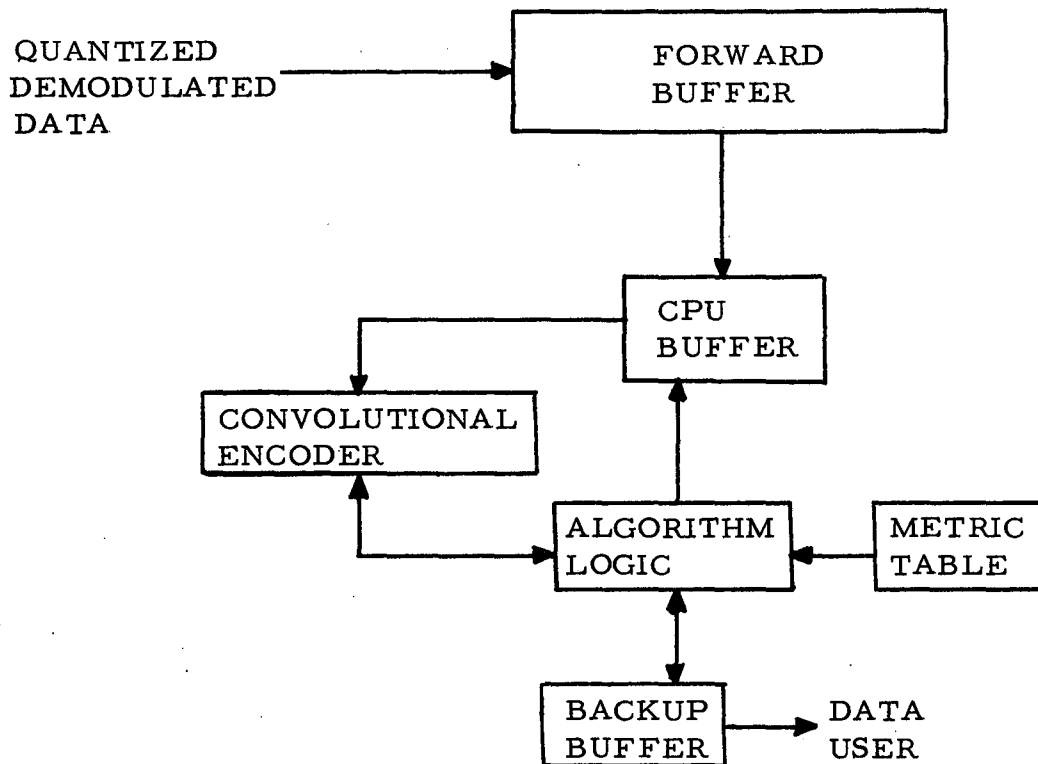 QUANTIZED
DEMODULATED
DATA
FORWARD
BUFFER
CPU
BUFFER
CONVOLUTIONAL
ENCODER
ALGORITHM
LOGIC
METRIC
TABLE
BACKUP
BUFFER
DATA
USER